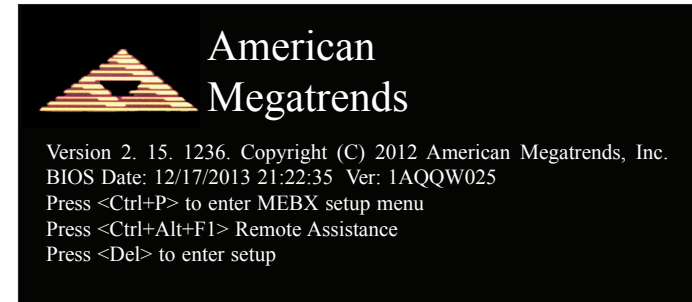 American
Megatrends
Version 2. 15. 1236. Copyright (C) 2012 American Megatrends, Inc.
BIOS Date: 12/17/2013 21:22:35 Ver: 1AQQW025
Press <Ctrl+P> to enter MEBX setup menu
Press <Ctrl+Alt+F1> Remote Assistance
Press <Del> to enter setup